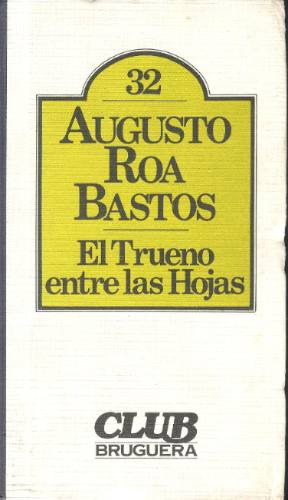 32
AUGUSTO
ROA
BASTOS
El Trueno
entre las Hojas
CLUB
BRUGUERA